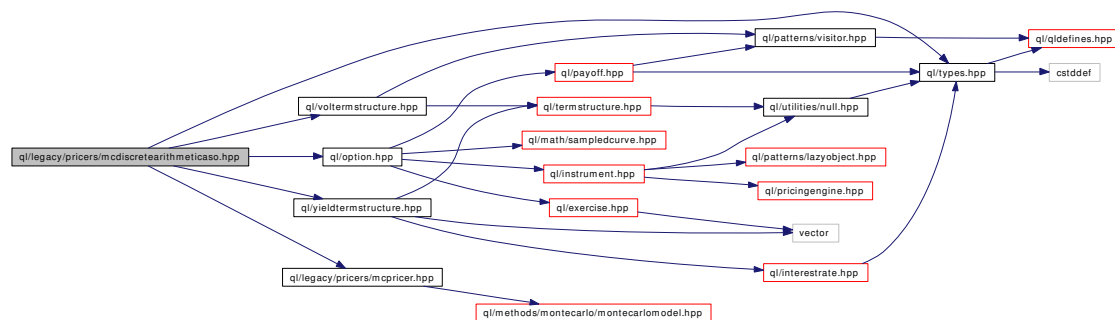 ql/patterns/visitor.hpp
ql/qldefines.hpp
ql/payoff.hpp
ql/types.hpp
cstddef
ql/voltermstructure.hpp
ql/termstructure.hpp
ql/utilities/null.hpp
ql/math/sampledcurve.hpp
ql/legacy/pricers/mcdiscretearithmeticaso.hpp
ql/option.hpp
ql/patterns/lazyobject.hpp
ql/instrument.hpp
ql/pricingengine.hpp
ql/yieldtermstructure.hpp
ql/exercise.hpp
vector
ql/interestrate.hpp
ql/legacy/pricers/mcpricer.hpp
ql/methods/montecarlo/montecarlomodel.hpp